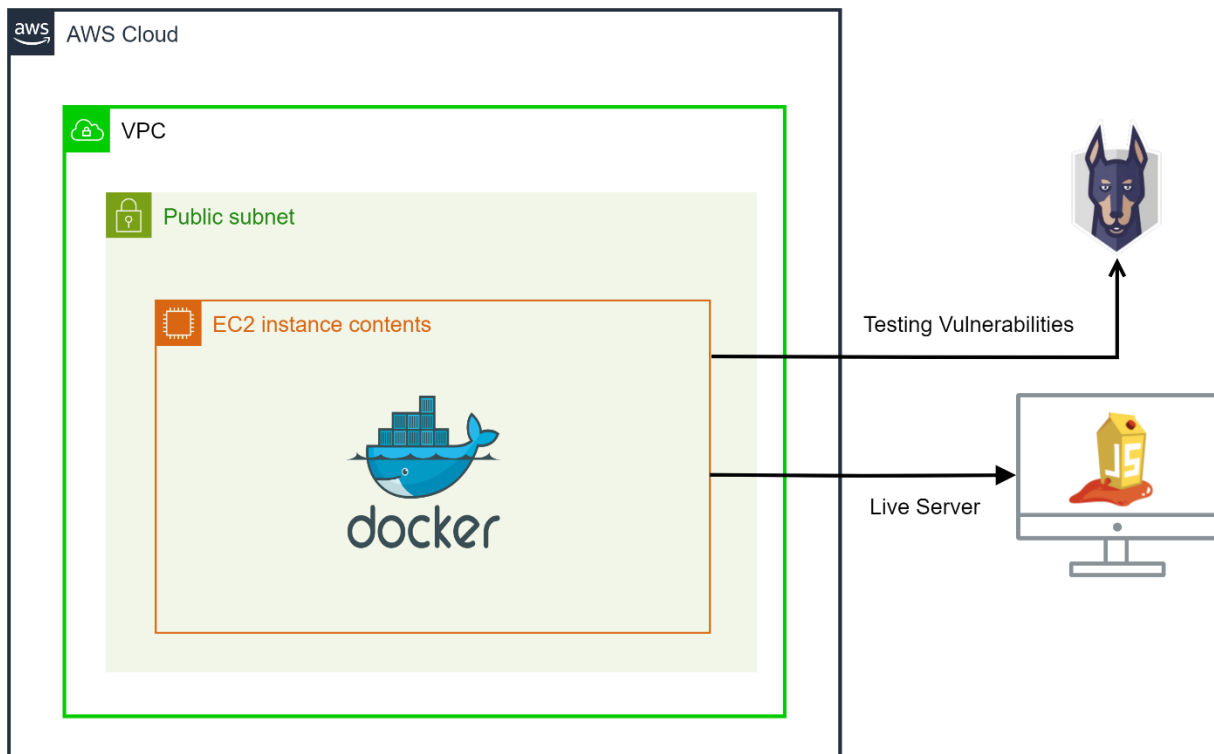 aws
AWS Cloud
VPC
Public subnet
EC2 instance contents
docker
Testing Vulnerabilities
Live Server
JS